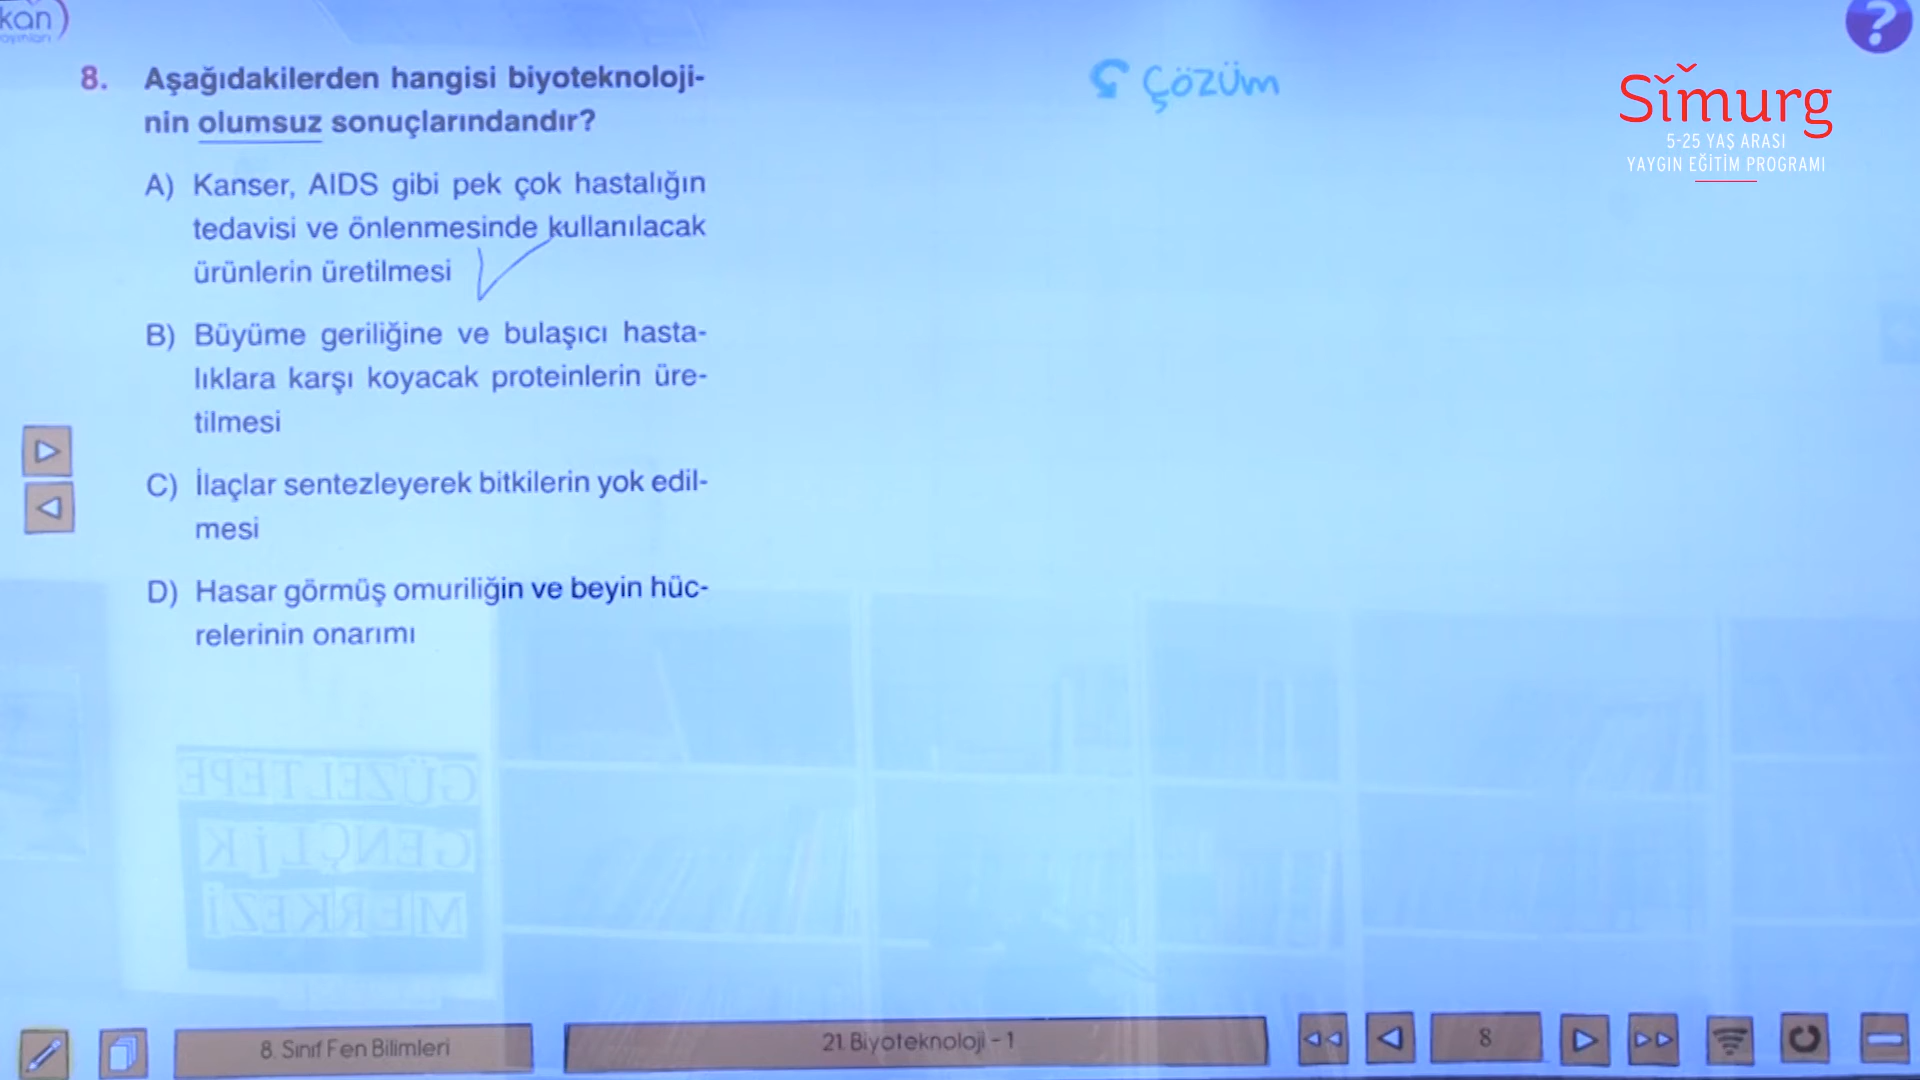 kan
ayınları
8. Aşağıdakilerden hangisi biyoteknoloji-
nin olumsuz sonuçlarındandır?
A) Kanser, AIDS gibi pek çok hastalığın
tedavisi ve önlenmesinde kullanılacak
ürünlerin üretilmesi
B) Büyüme geriliğine ve bulaşıcı hasta-
lıklara karşı koyacak proteinlerin üre-
tilmesi
C) İlaçlar sentezleyerek bitkilerin yok edil-
mesi
D) Hasar görmüş omuriliğin ve beyin hüc-
relerinin onarımı
Çözüm
?
Simurg
5-25 YAŞ ARASI
YAYGIN EĞİTİM PROGRAMI
GÜZELTEPE
GENÇLİK
MERKEZİ
8. Sınıf Fen Bilimleri
21. Biyoteknoloji - 1
8